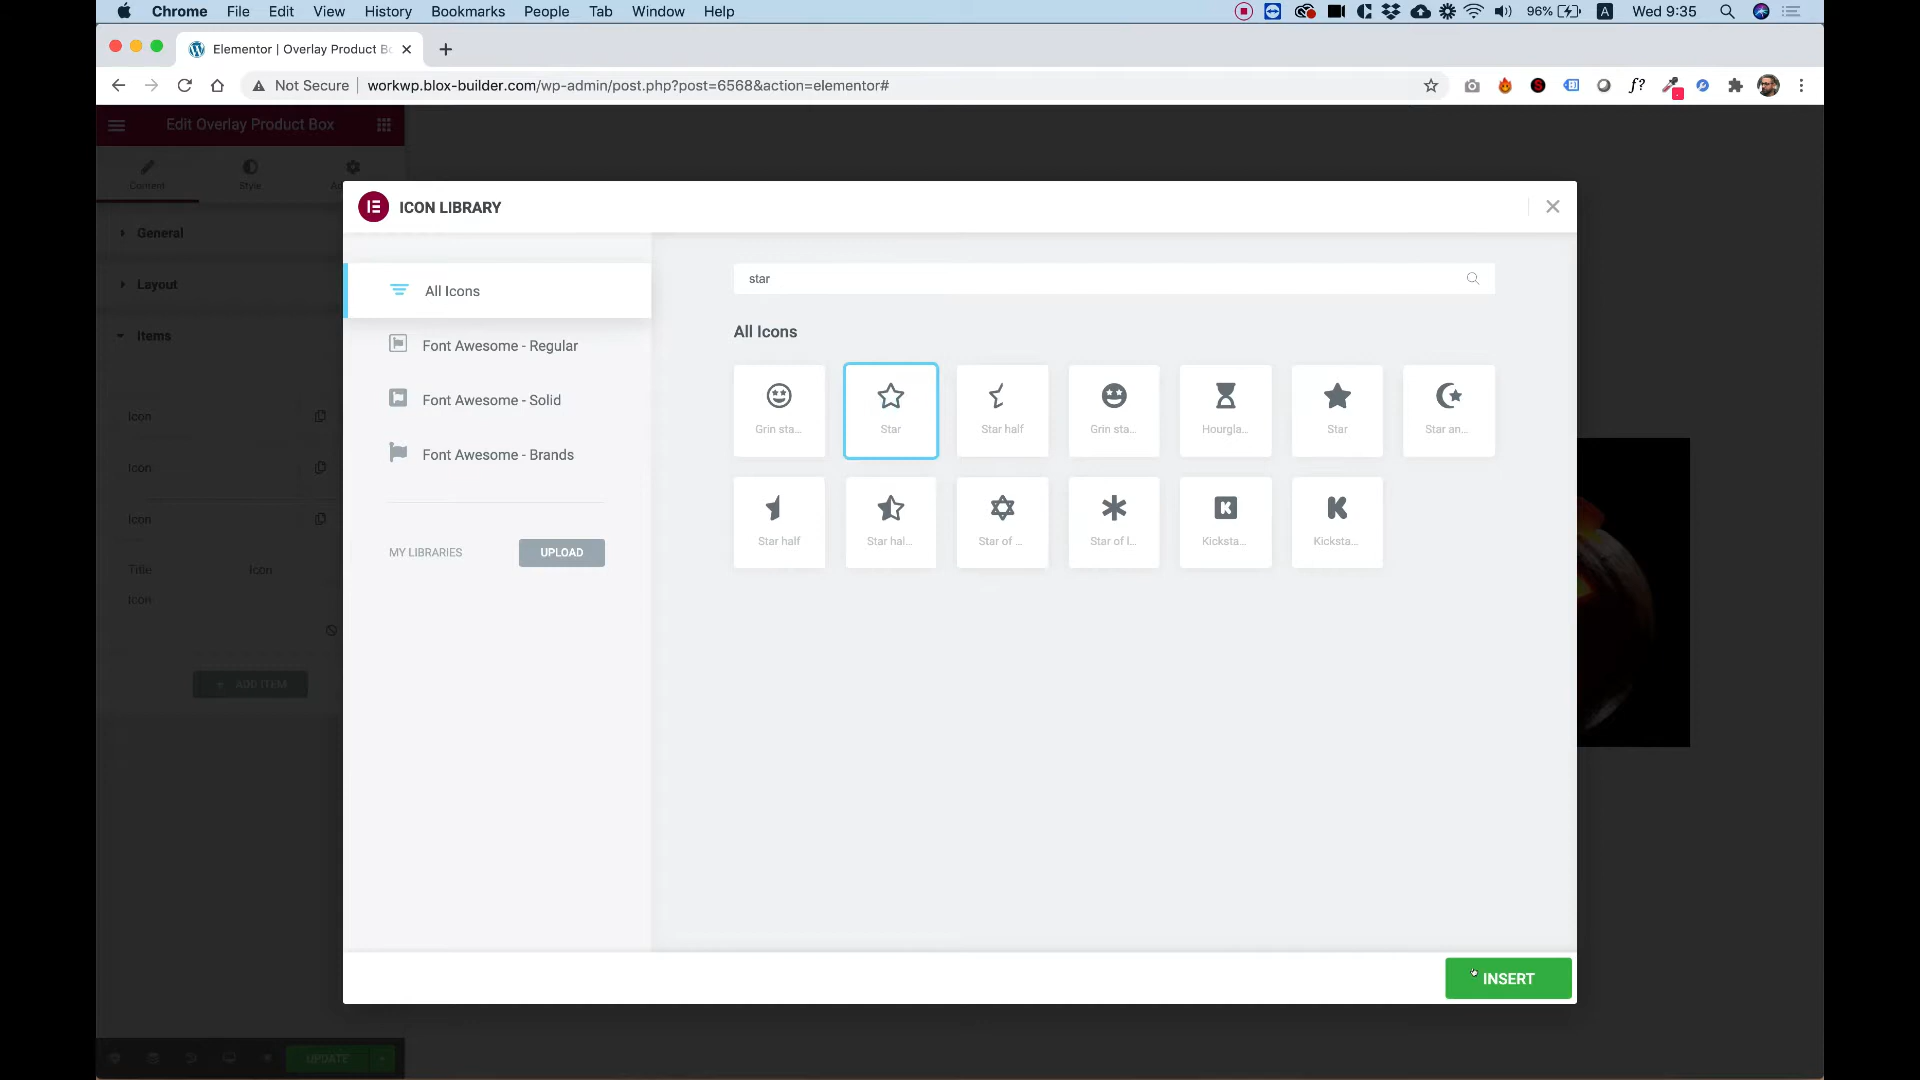 Chrome File Edit View History Bookmarks People Tab Window Help
96% A Wed 9:35
Elementor | Overlay Product Bo
Not Secure workwp.blox-builder.com/wp-admin/post.php?post=6568&action=elementor#
Edit Overlay Product Box
Content Style
General
Layout
Items
Icon
Icon
Icon
Title Icon
Icon
ADD ITEM
UPDATE
ICON LIBRARY
All Icons
Font Awesome - Regular
Font Awesome - Solid
Font Awesome - Brands
MY LIBRARIES UPLOAD
star
All Icons
Grin sta... Star Star half Grin sta... Hourgla... Star Star an...
Star half Star hal... Star of ... Star of l... Kicksta... Kicksta...
INSERT